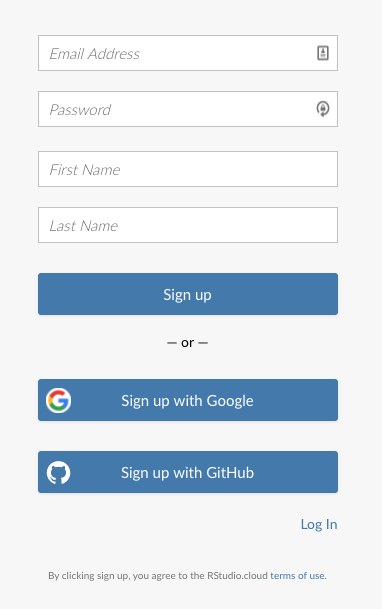 Email Address
Password
First Name
Last Name
Sign up
— or —
Sign up with Google
Sign up with GitHub
Log In
By clicking sign up, you agree to the RStudio.cloud terms of use.